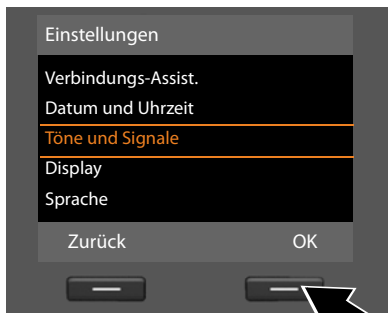 Einstellungen
Verbindungs-Assist.
Datum und Uhrzeit
Töne und Signale
Display
Sprache
Zurück OK